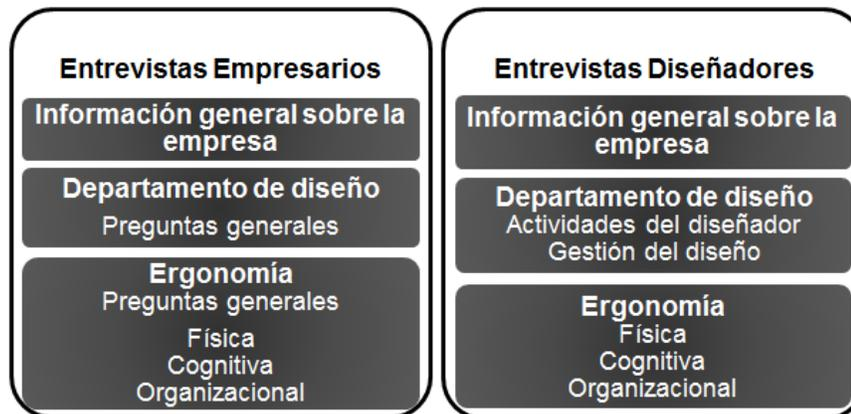 Entrevistas Empresarios
Información general sobre la
empresa
Departamento de diseño
Preguntas generales
Ergonomía
Preguntas generales
Física
Cognitiva
Organizacional
Entrevistas Diseñadores
Información general sobre la
empresa
Departamento de diseño
Actividades del diseñador
Gestión del diseño
Ergonomía
Física
Cognitiva
Organizacional